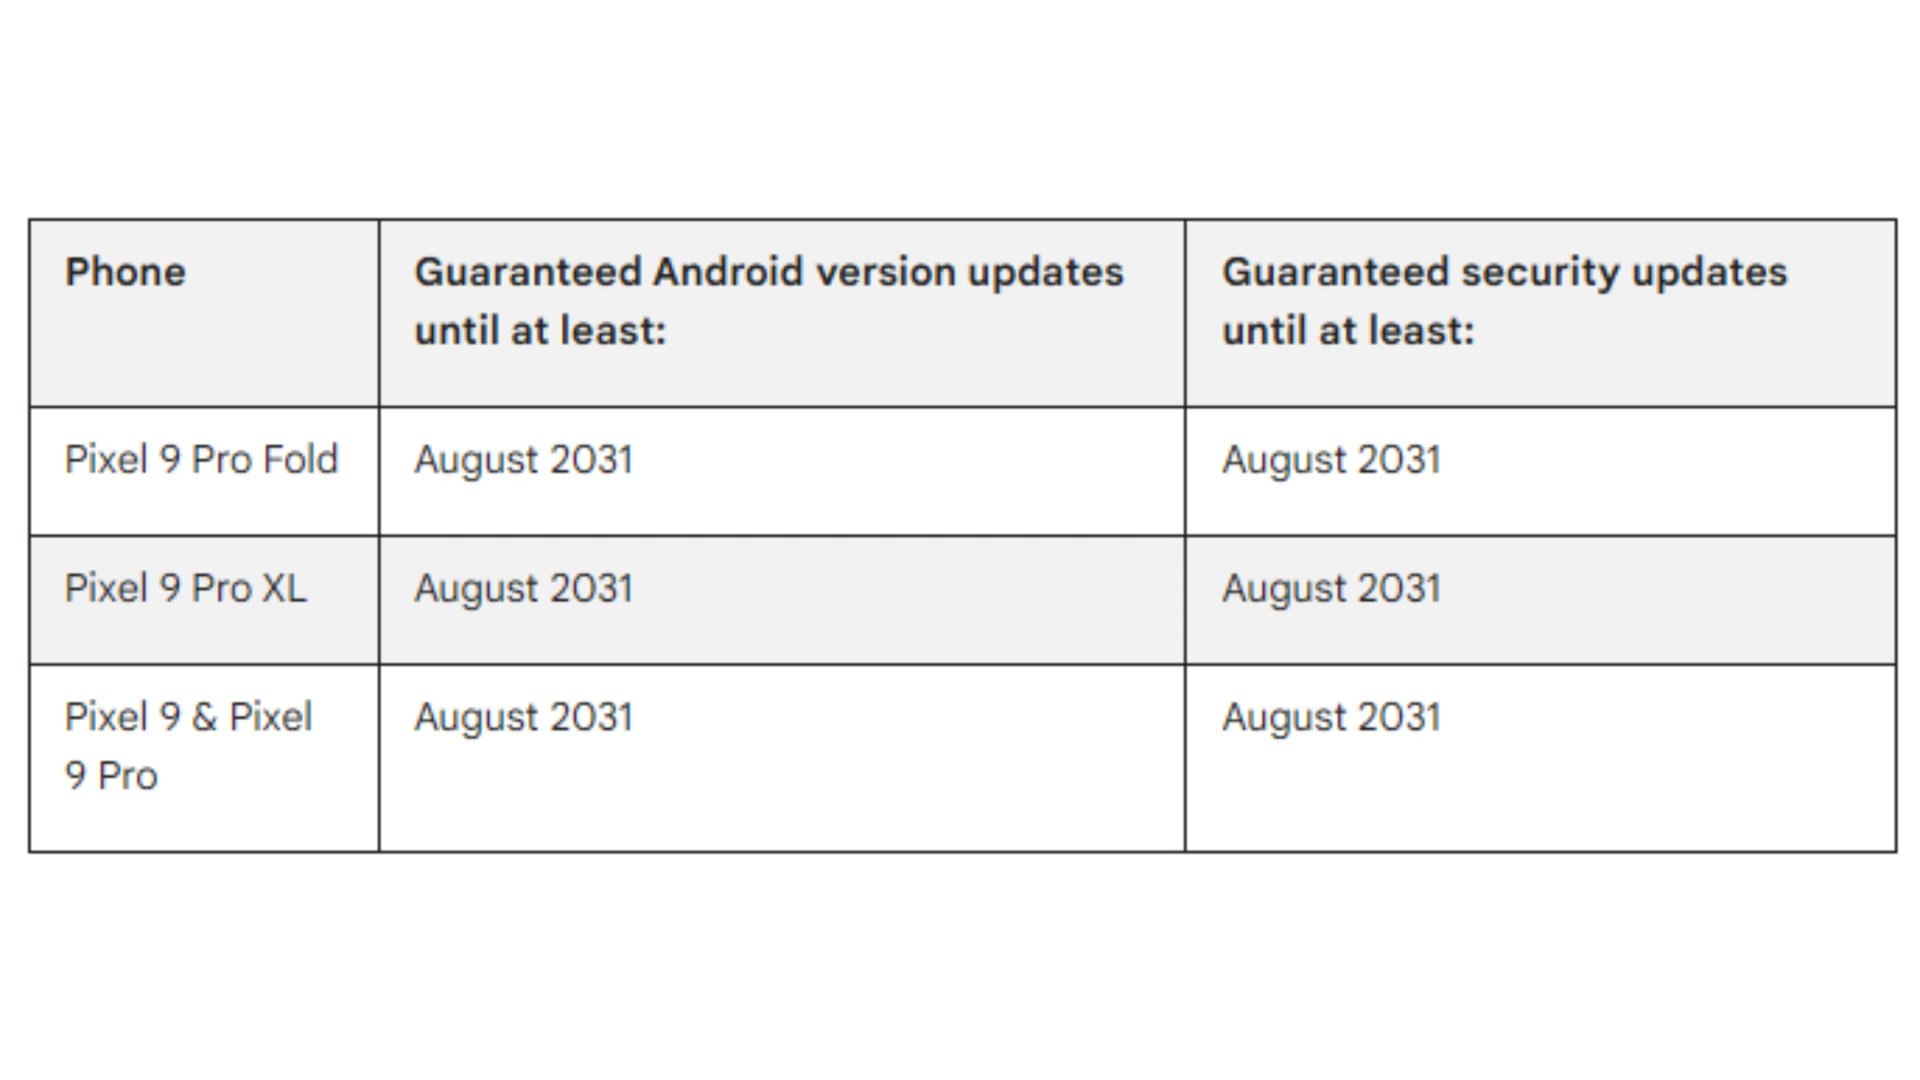 Phone
Guaranteed Android version updates
until at least:
Guaranteed security updates
until at least:
Pixel 9 Pro Fold
August 2031
August 2031
Pixel 9 Pro XL
August 2031
August 2031
Pixel 9 & Pixel
9 Pro
August 2031
August 2031